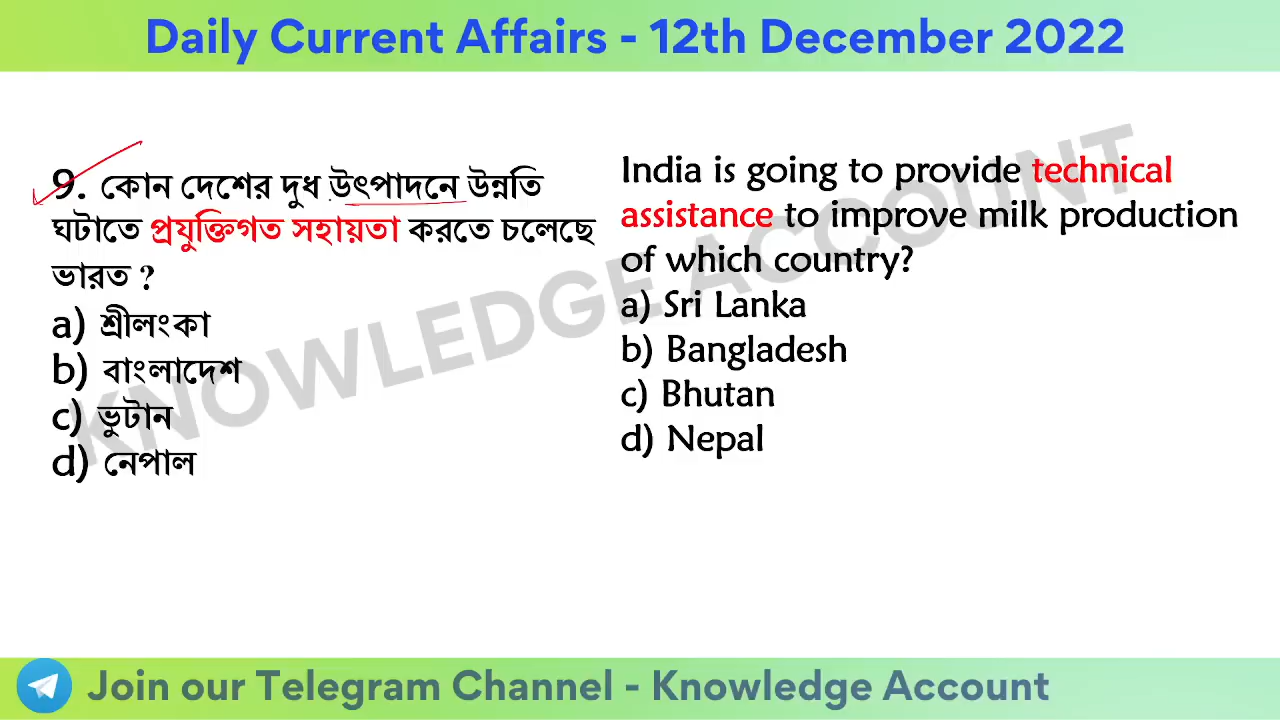 Daily Current Affairs - 12th December 2022
9. কোন দেশের দুধ উৎপাদনে উন্নতি
ঘটাতে প্রযুক্তিগত সহায়তা করতে চলেছে
ভারত ?
a) শ্রীলংকা
b) বাংলাদেশ
c) ভুটান
d) নেপাল
India is going to provide technical
assistance to improve milk production
of which country?
a) Sri Lanka
b) Bangladesh
c) Bhutan
d) Nepal
KNOWLEDGE ACCOUNT
Join our Telegram Channel - Knowledge Account